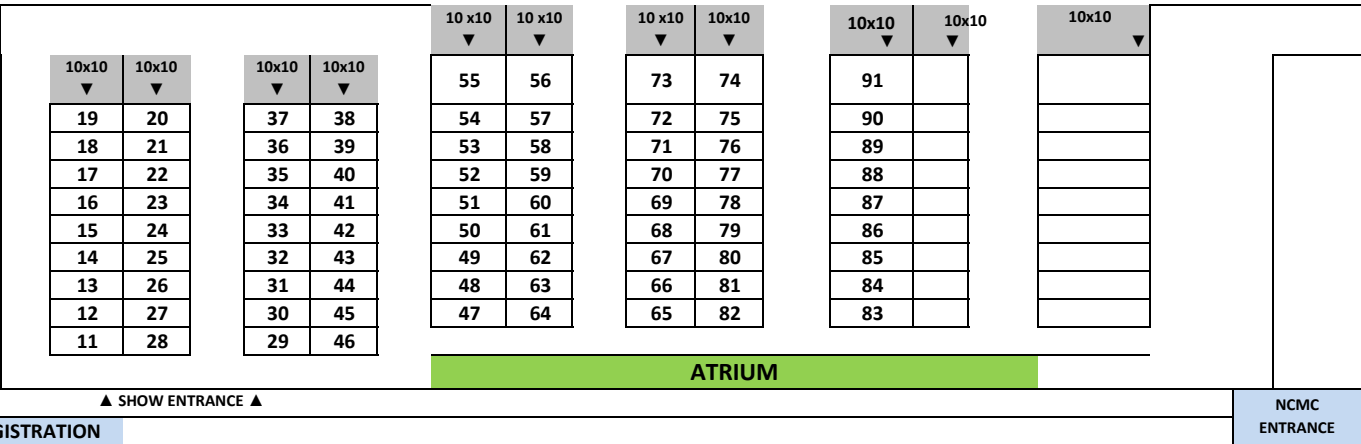 10 x10 10 x10 10 x10 10x10 10x10 10x10 10x10
▼ ▼ ▼ ▼ ▼ ▼ ▼
10x10 10x10 10x10 10x10
▼ ▼ ▼ ▼
55 56 73 74 91
19 20 37 38 54 57 72 75 90
18 21 36 39 53 58 71 76 89
17 22 35 40 52 59 70 77 88
16 23 34 41 51 60 69 78 87
15 24 33 42 50 61 68 79 86
14 25 32 43 49 62 67 80 85
13 26 31 44 48 63 66 81 84
12 27 30 45 47 64 65 82 83
11 28 29 46
ATRIUM
▲ SHOW ENTRANCE ▲
NCMC
ENTRANCE
GISTRATION